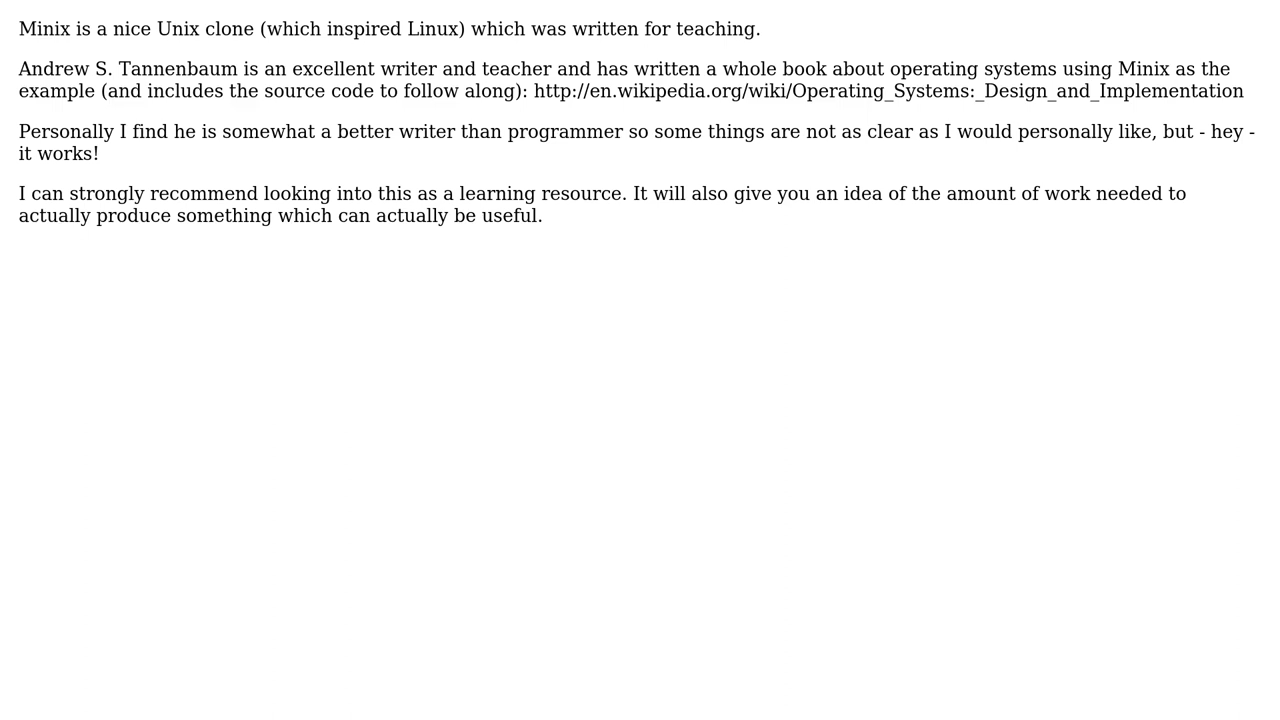 Minix is a nice Unix clone (which inspired Linux) which was written for teaching.
Andrew S. Tannenbaum is an excellent writer and teacher and has written a whole book about operating systems using Minix as the
example (and includes the source code to follow along): http://en.wikipedia.org/wiki/Operating_Systems:_Design_and_Implementation
Personally I find he is somewhat a better writer than programmer so some things are not as clear as I would personally like, but - hey -
it works!
I can strongly recommend looking into this as a learning resource. It will also give you an idea of the amount of work needed to
actually produce something which can actually be useful.